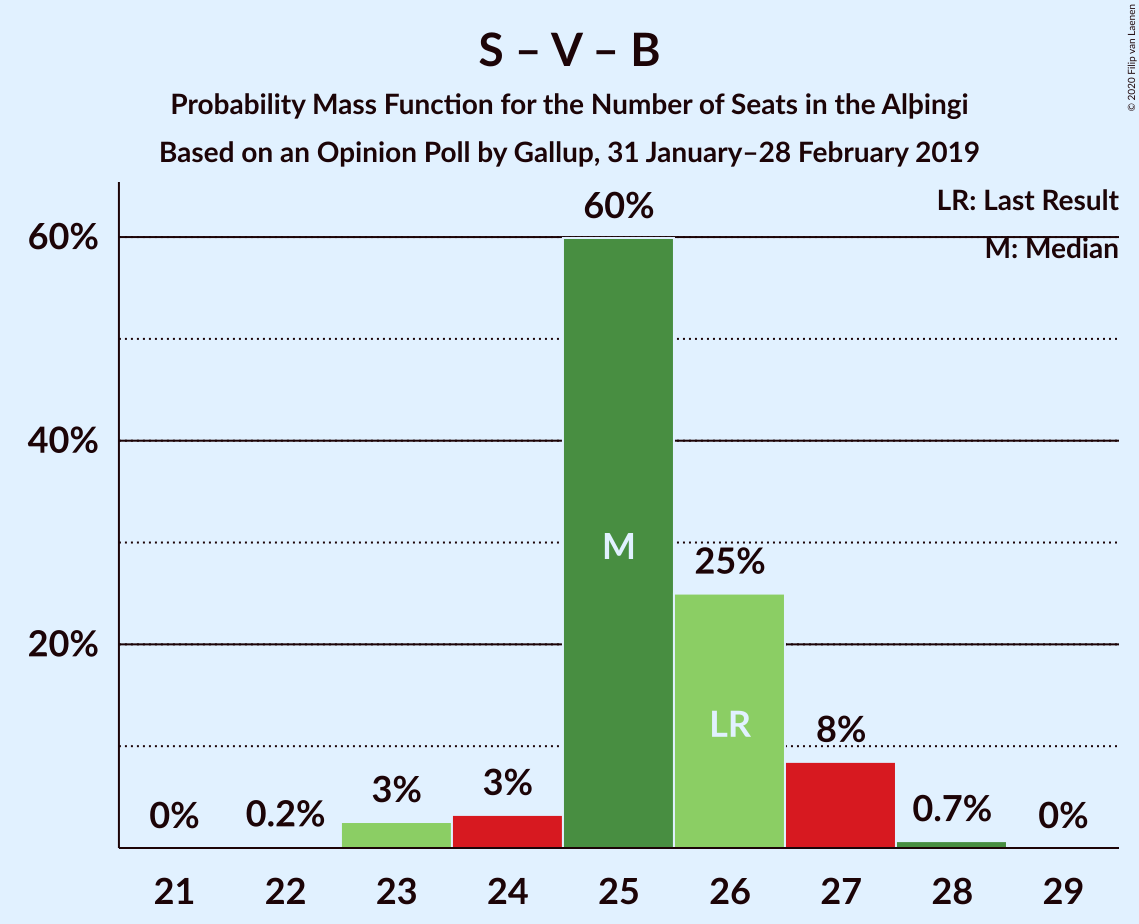 S – V – B
Probability Mass Function for the Number of Seats in the Alþingi
Based on an Opinion Poll by Gallup, 31 January–28 February 2019
© 2020 Filip van Laenen
LR: Last Result
M: Median
60%
40%
20%
0%
0.2%
3%
3%
60%
M
25%
LR
8%
0.7%
0%
21 22 23 24 25 26 27 28 29